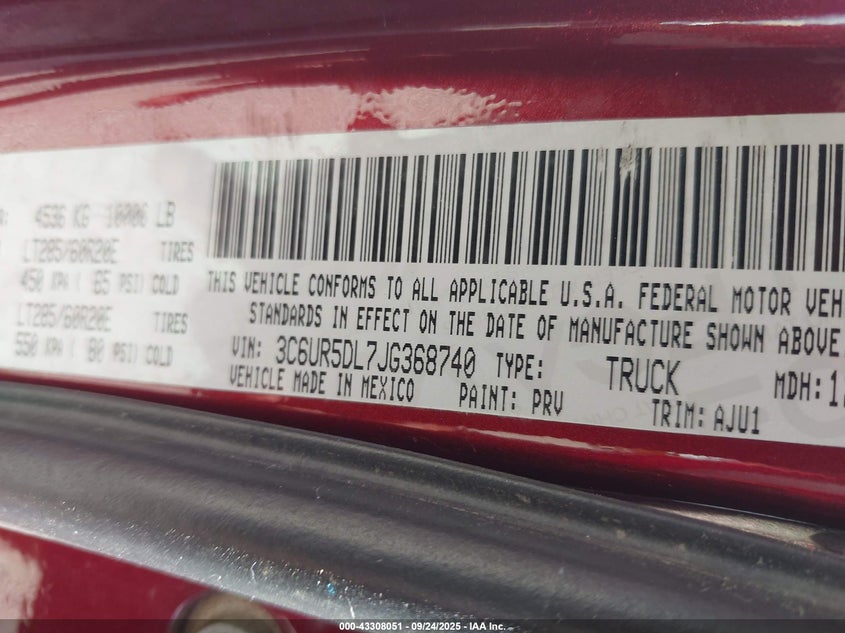 4536 KG 10006 LB
LT285/60R20E TIRES
450 KPA ( 65 PSI) COLD
LT285/60R20E TIRES
550 KPA ( 80 PSI) COLD
THIS VEHICLE CONFORMS TO ALL APPLICABLE U.S.A. FEDERAL MOTOR VEH
STANDARDS IN EFFECT ON THE DATE OF MANUFACTURE SHOWN ABOVE.
VIN: 3C6UR5DL7JG368740 TYPE: TRUCK MDH:
VEHICLE MADE IN MEXICO PAINT: PRV TRIM: AJU1
000-43308051 - 09/24/2025 - IAA Inc.